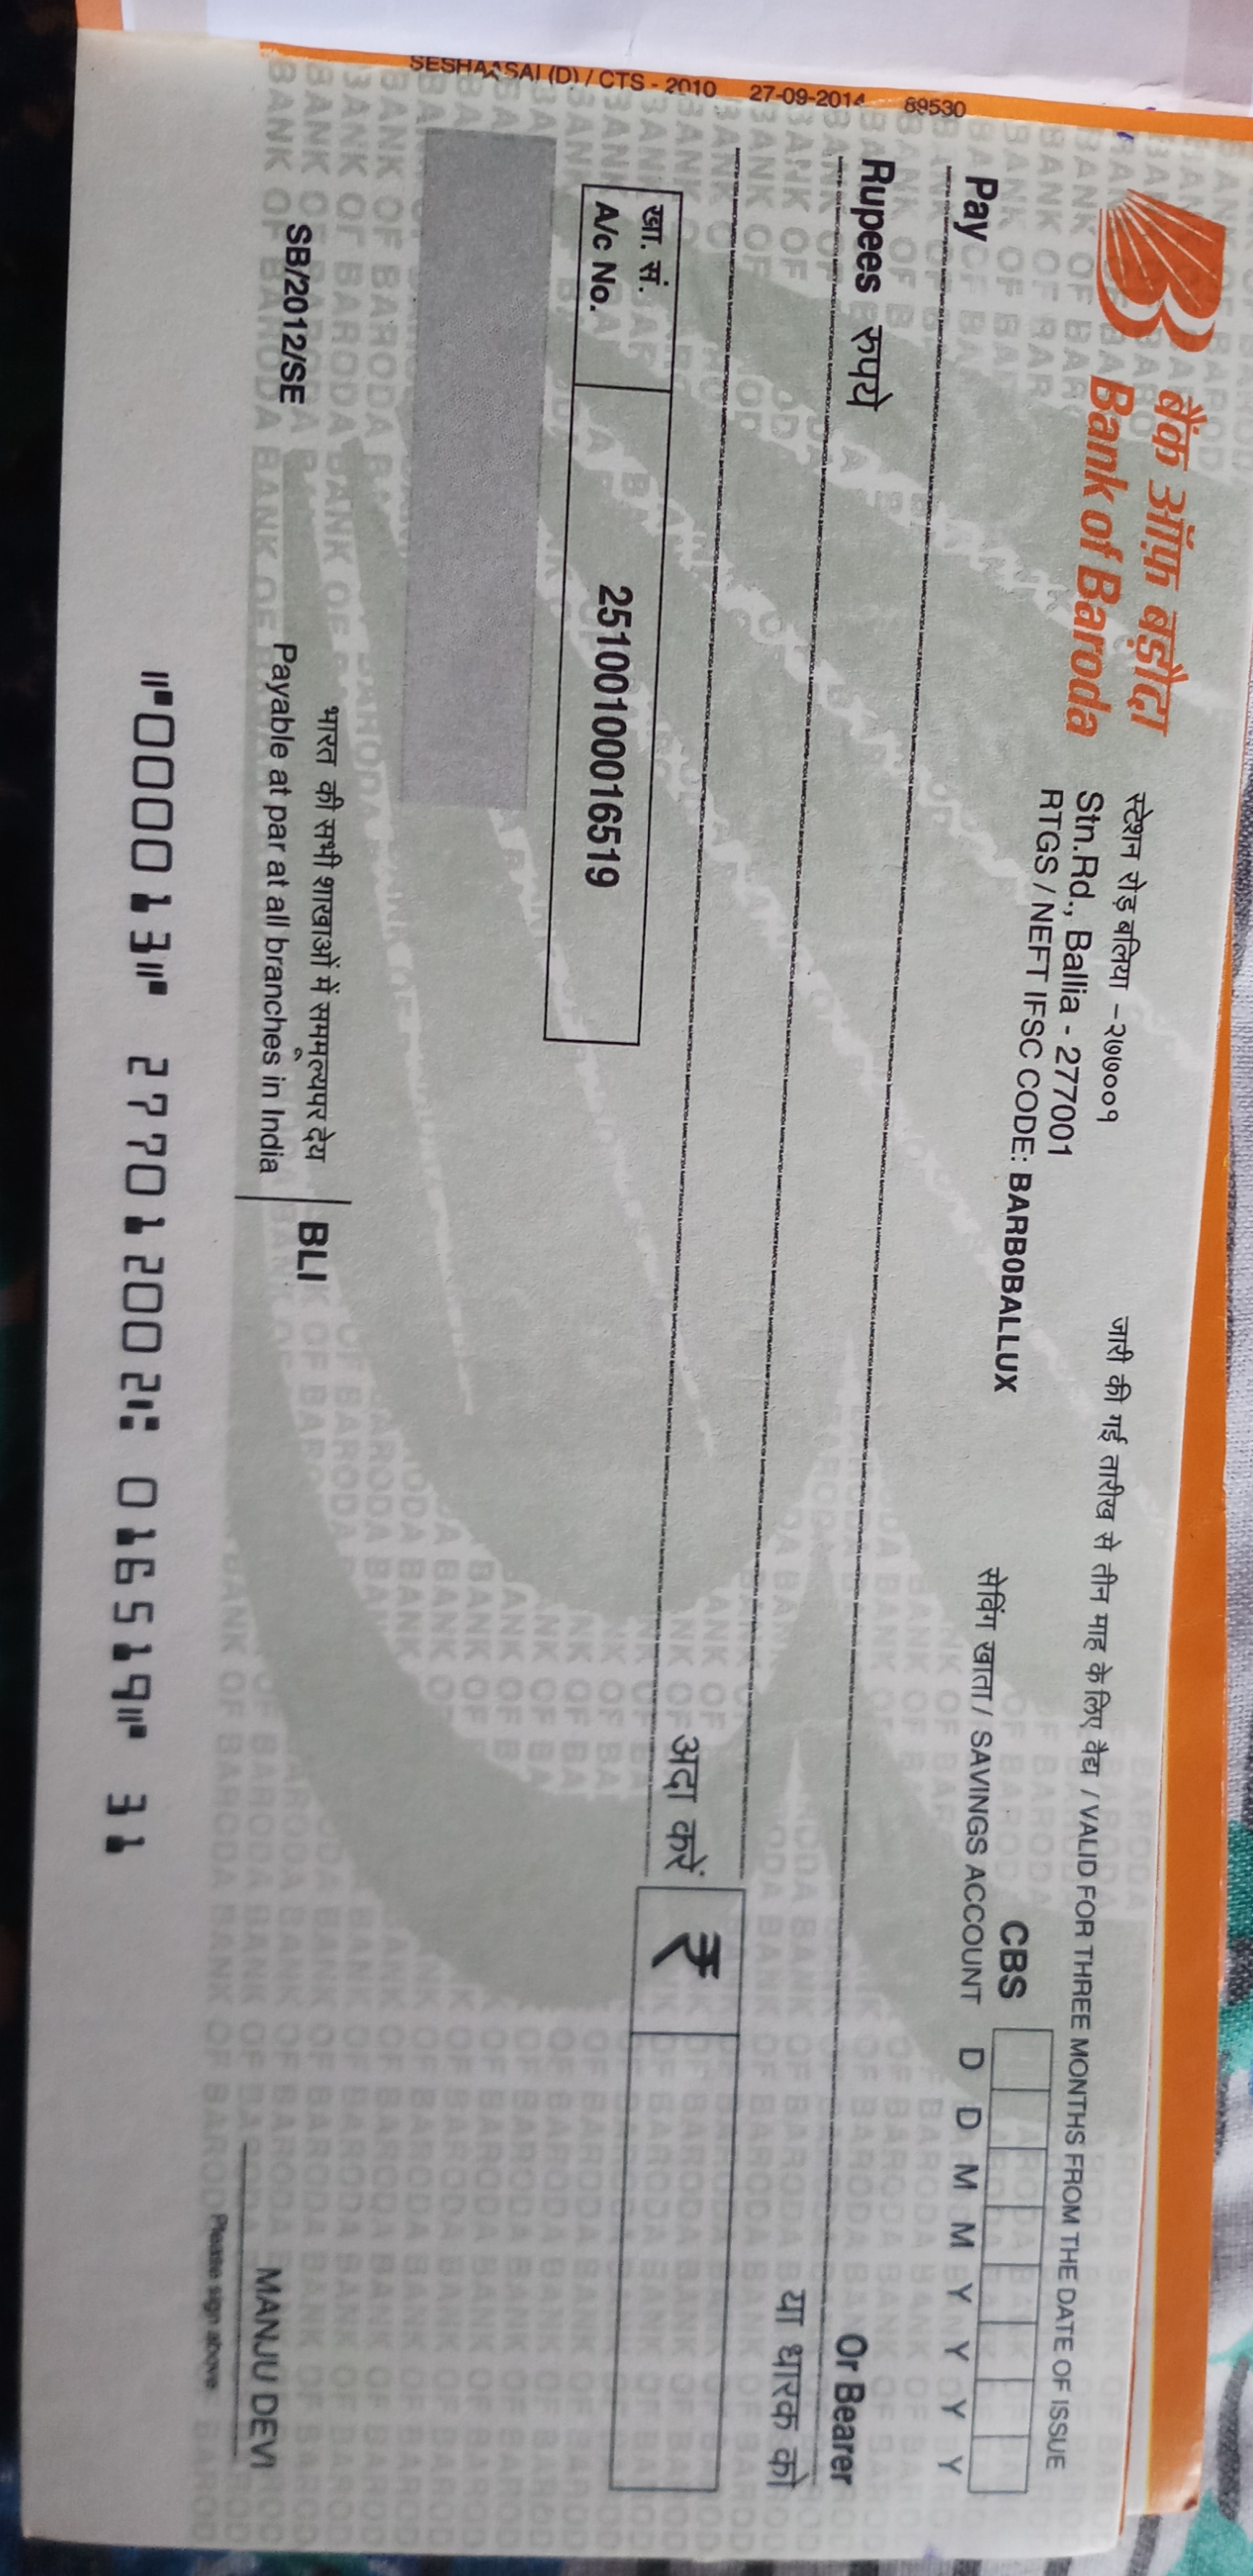 बैंक ऑफ़ बड़ौदा
Bank of Baroda
स्टेशन रोड़ बलिया -२७७००१
Stn.Rd., Ballia - 277001
RTGS / NEFT IFSC CODE: BARB0BALLUX
जारी की गई तारीख से तीन माह के लिए वैद्य / VALID FOR THREE MONTHS FROM THE DATE OF ISSUE
CBS
सेविंग खाता / SAVINGS ACCOUNT D D M M Y Y Y Y
Pay
Or Bearer
या धारक को
Rupees रुपये
अदा करें ₹
खा. सं.
A/c No. 25100100016519
SESHAASAI (D) / CTS - 2010 27-09-2014 89530
SB/2012/SE
भारत की सभी शाखाओं में सममूल्यपर देय
Payable at par at all branches in India
BLI
MANJU DEVI
Please sign above
⑈000013⑈ 277012002⑆ 016519⑈ 31